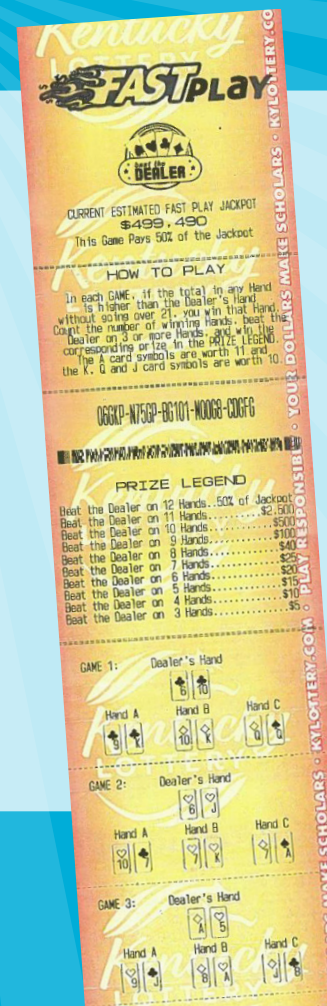 Kentucky
FAST PLAY
beat the
DEALER
CURRENT ESTIMATED FAST PLAY JACKPOT
$499,490
This Game Pays 50% of the Jackpot
HOW TO PLAY
In each GAME, if the total in any Hand
is higher than the Dealer's Hand
without going over 21, you win that Hand.
Count the number of winning Hands, beat the
Dealer on 3 or more Hands, and win the
corresponding prize in the PRIZE LEGEND.
The A card symbols are worth 11 and
the K, Q and J card symbols are worth 10.
PRIZE LEGEND
Beat the Dealer on 12 Hands..50% of Jackpot
Beat the Dealer on 11 Hands..........$2,500
Beat the Dealer on 10 Hands..........$500
Beat the Dealer on 9 Hands..........$100
Beat the Dealer on 8 Hands..........$40
Beat the Dealer on 7 Hands..........$25
Beat the Dealer on 6 Hands..........$20
Beat the Dealer on 5 Hands..........$15
Beat the Dealer on 4 Hands..........$10
Beat the Dealer on 3 Hands..........$5
GAME 1: Dealer's Hand
6 10
Hand A Hand B Hand C
9 K 10 K Q Q
GAME 2: Dealer's Hand
6 J
Hand A Hand B Hand C
10 7 7 K 7 A
GAME 3: Dealer's Hand
A 5
Hand A Hand B Hand C
9 J 8 A J 8
YOUR DOLLARS MAKE SCHOLARS • KYLOTTERY.CO
KYLOTTERY.COM • PLAY RESPONSIBL
MAKE SCHOLARS • KYLOTTERY.COM
Kentucky
LOTTERY